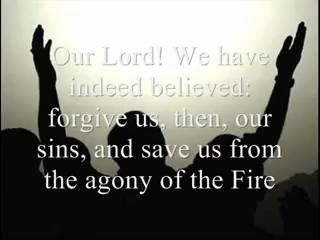 Our Lord! We have
indeed believed:
forgive us, then, our
sins, and save us from
the agony of the Fire